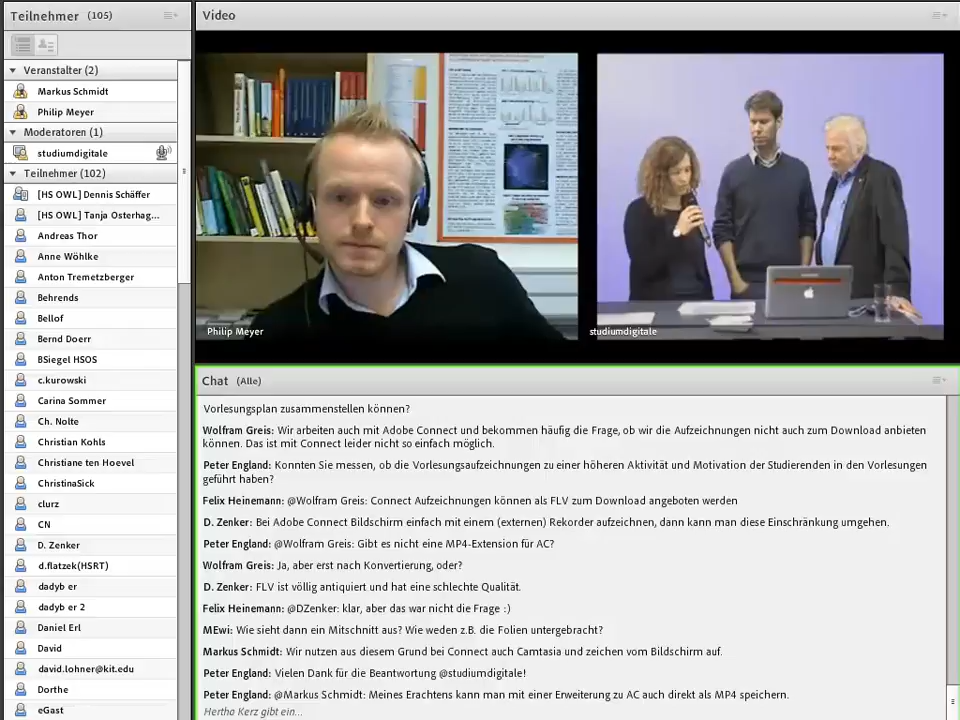 Teilnehmer (105)
Veranstalter (2)
Markus Schmidt
Philip Meyer
Moderatoren (1)
studiumdigitale
Teilnehmer (102)
[HS OWL] Dennis Schäffer
[HS OWL] Tanja Osterhag...
Andreas Thor
Anne Wöhlke
Anton Tremetzberger
Behrends
Bellof
Bernd Doerr
BSiegel HSOS
c.kurowski
Carina Sommer
Ch. Nolte
Christian Kohls
Christiane ten Hoevel
ChristinaSick
clurz
CN
D. Zenker
d.flatzek(HSRT)
dadyb er
dadyb er 2
Daniel Erl
David
david.lohner@kit.edu
Dorthe
eGast
Video
Philip Meyer
studiumdigitale
Chat (Alle)
Vorlesungsplan zusammenstellen können?
Wolfram Greis: Wir arbeiten auch mit Adobe Connect und bekommen häufig die Frage, ob wir die Aufzeichnungen nicht auch zum Download anbieten
können. Das ist mit Connect leider nicht so einfach möglich.
Peter England: Konnten Sie messen, ob die Vorlesungsaufzeichnungen zu einer höheren Aktivität und Motivation der Studierenden in den Vorlesungen
geführt haben?
Felix Heinemann: @Wolfram Greis: Connect Aufzeichnungen können als FLV zum Download angeboten werden
D. Zenker: Bei Adobe Connect Bildschirm einfach mit einem (externen) Rekorder aufzeichnen, dann kann man diese Einschränkung umgehen.
Peter England: @Wolfram Greis: Gibt es nicht eine MP4-Extension für AC?
Wolfram Greis: Ja, aber erst nach Konvertierung, oder?
D. Zenker: FLV ist völlig antiquiert und hat eine schlechte Qualität.
Felix Heinemann: @DZenker: klar, aber das war nicht die Frage :)
MEwi: Wie sieht dann ein Mitschnitt aus? Wie weden z.B. die Folien untergebracht?
Markus Schmidt: Wir nutzen aus diesem Grund bei Connect auch Camtasia und zeichen vom Bildschirm auf.
Peter England: Vielen Dank für die Beantwortung @studiumdigitale!
Peter England: @Markus Schmidt: Meines Erachtens kann man mit einer Erweiterung zu AC auch direkt als MP4 speichern.
Hertha Kerz gibt ein...